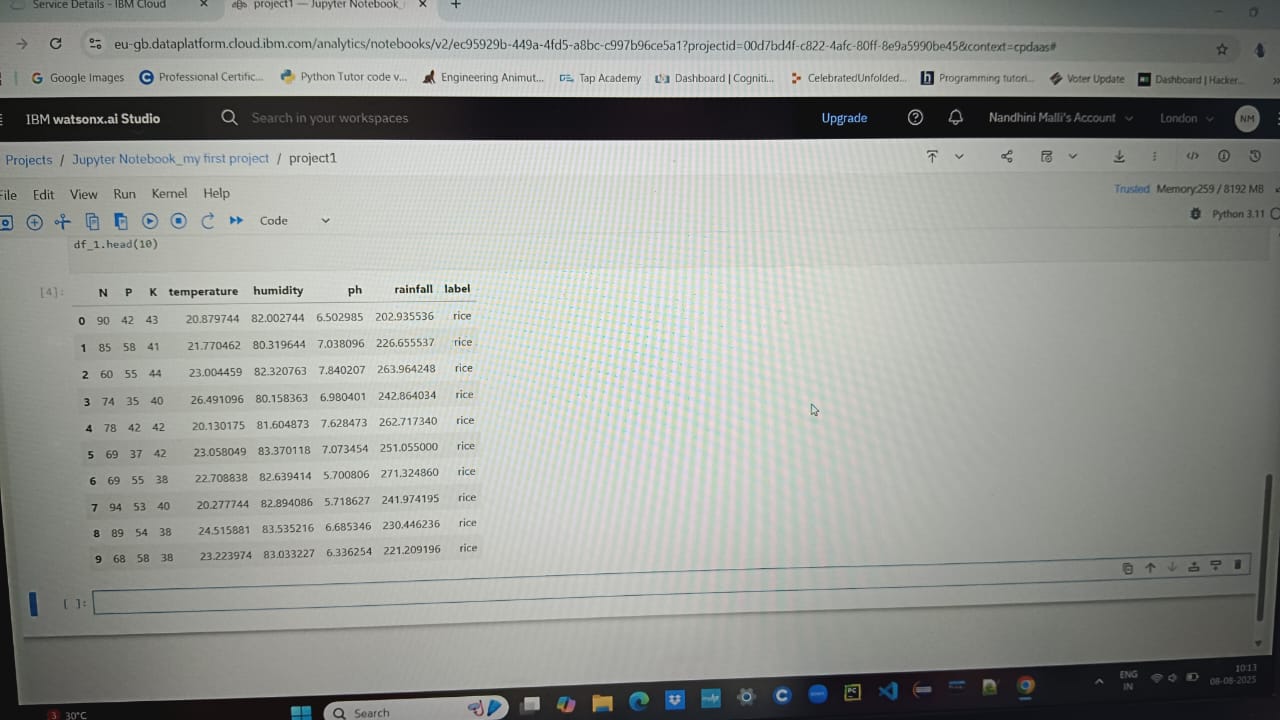 Service Details - IBM Cloud
project1 — Jupyter Notebook_
eu-gb.dataplatform.cloud.ibm.com/analytics/notebooks/v2/ec95929b-449a-4fd5-a8bc-c997b96ce5a1?projectid=00d7bd4f-c822-4afc-80ff-8e9a5990be45&context=cpdaas#
Google Images Professional Certific... Python Tutor code v... Engineering Animut... Tap Academy Dashboard | Cogniti... CelebratedUnfolded... Programming tutori... Voter Update Dashboard | Hacker...
IBM watsonx.ai Studio Search in your workspaces Upgrade Nandhini Malli's Account London NM
Projects / Jupyter Notebook_my first project / project1
File Edit View Run Kernel Help Trusted Memory:259 / 8192 MB
Code Python 3.11
df_1.head(10)
[4]: N P K temperature humidity ph rainfall label
0 90 42 43 20.879744 82.002744 6.502985 202.935536 rice
1 85 58 41 21.770462 80.319644 7.038096 226.655537 rice
2 60 55 44 23.004459 82.320763 7.840207 263.964248 rice
3 74 35 40 26.491096 80.158363 6.980401 242.864034 rice
4 78 42 42 20.130175 81.604873 7.628473 262.717340 rice
5 69 37 42 23.058049 83.370118 7.073454 251.055000 rice
6 69 55 38 22.708838 82.639414 5.700806 271.324860 rice
7 94 53 40 20.277744 82.894086 5.718627 241.974195 rice
8 89 54 38 24.515881 83.535216 6.685346 230.446236 rice
9 68 58 38 23.223974 83.033227 6.336254 221.209196 rice
[ ]:
3 30°C Search ENG IN 10:13 08-08-2025